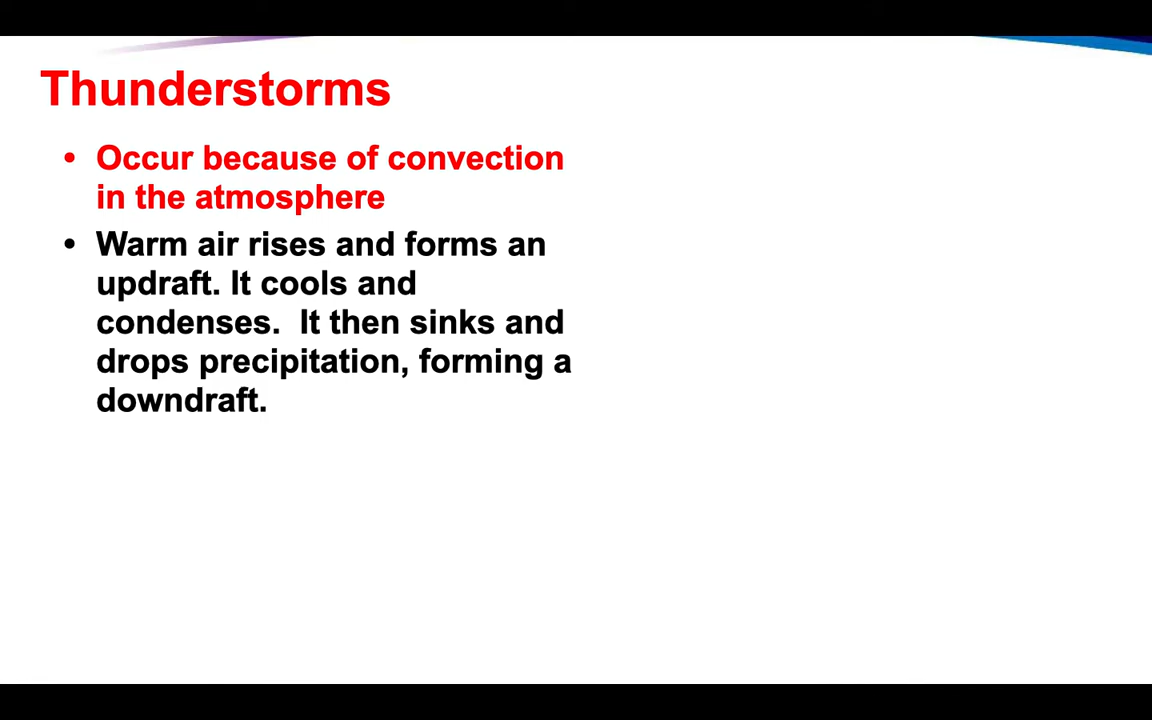 Thunderstorms
• Occur because of convection
in the atmosphere
• Warm air rises and forms an
updraft. It cools and
condenses.  It then sinks and
drops precipitation, forming a
downdraft.